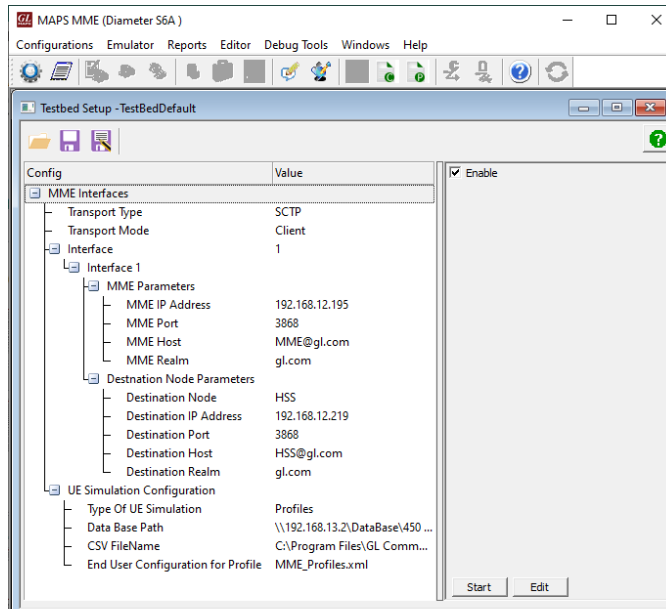 GL MAPS MME (Diameter S6A )
Configurations Emulator Reports Editor Debug Tools Windows Help
Testbed Setup -TestBedDefault
Config Value
Enable
MME Interfaces
Transport Type SCTP
Transport Mode Client
Interface 1
Interface 1
MME Parameters
MME IP Address 192.168.12.195
MME Port 3868
MME Host MME@gl.com
MME Realm gl.com
Destnation Node Parameters
Destination Node HSS
Destination IP Address 192.168.12.219
Destination Port 3868
Destination Host HSS@gl.com
Destination Realm gl.com
UE Simulation Configuration
Type Of UE Simulation Profiles
Data Base Path \\192.168.13.2\DataBase\450 ...
CSV FileName C:\Program Files\GL Comm...
End User Configuration for Profile MME_Profiles.xml
Start Edit